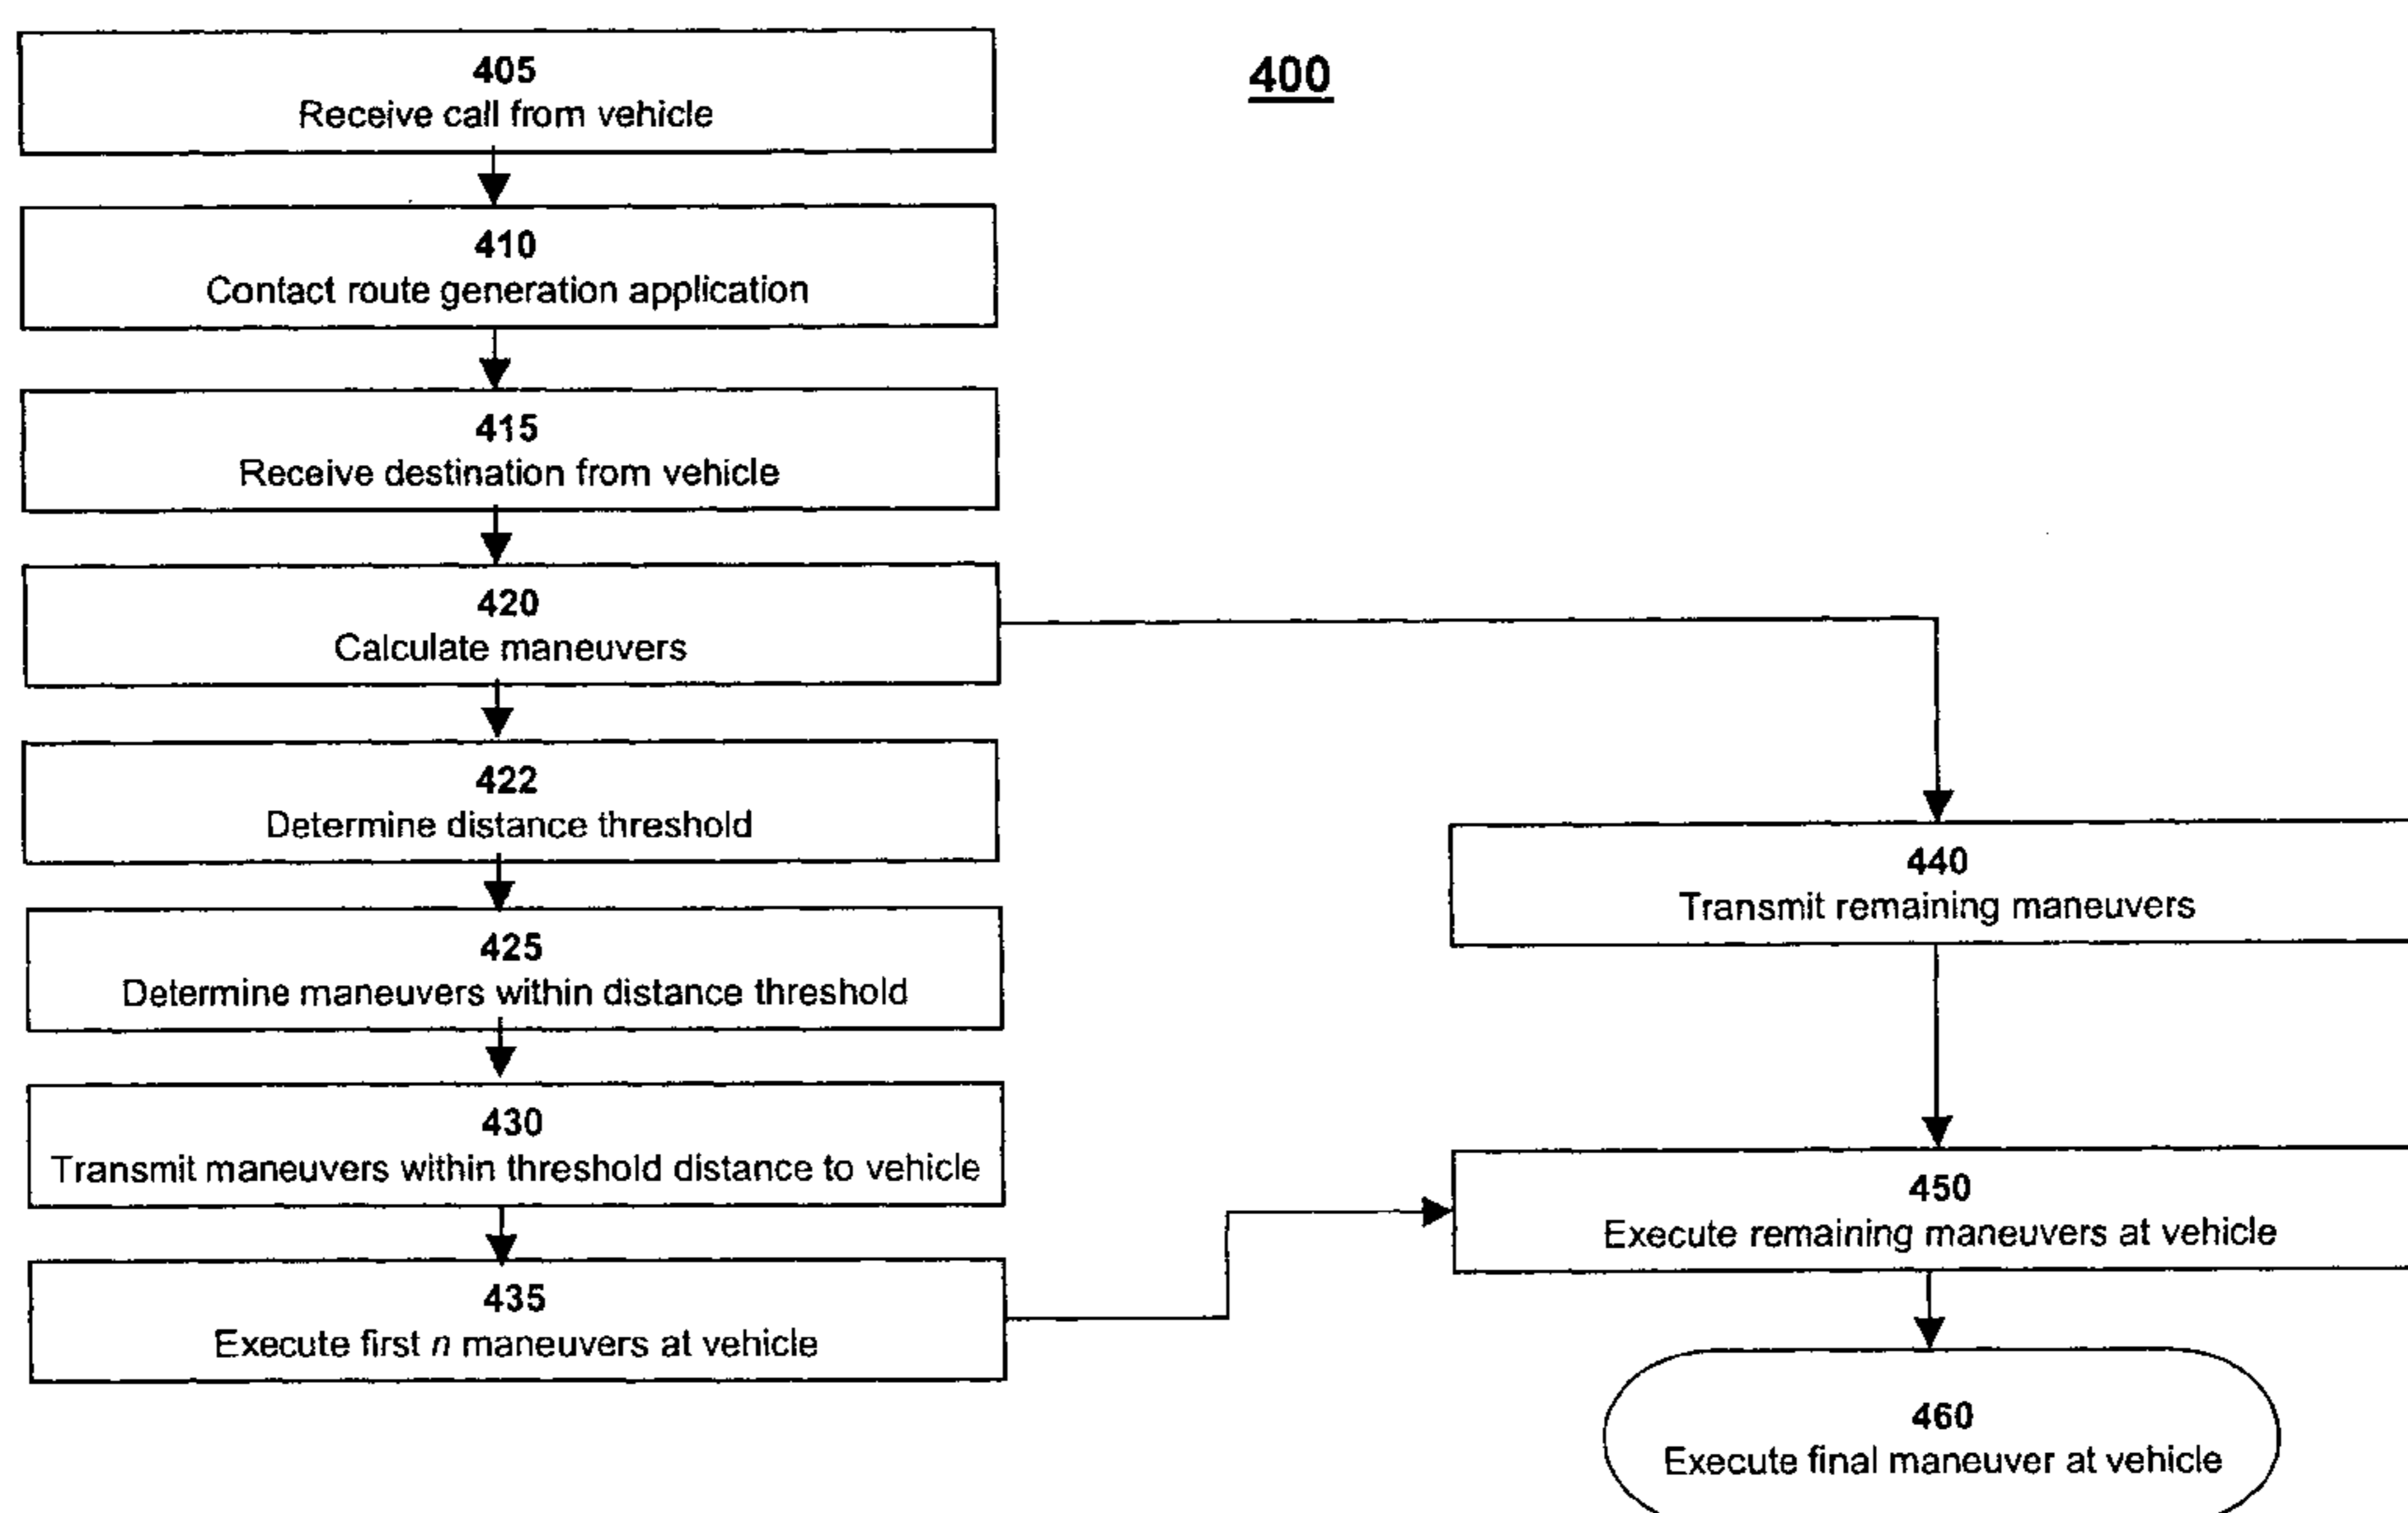 400
405
Receive call from vehicle
410
Contact route generation application
415
Receive destination from vehicle
420
Calculate maneuvers
422
Determine distance threshold
425
Determine maneuvers within distance threshold
430
Transmit maneuvers within threshold distance to vehicle
435
Execute first n maneuvers at vehicle
440
Transmit remaining maneuvers
450
Execute remaining maneuvers at vehicle
460
Execute final maneuver at vehicle